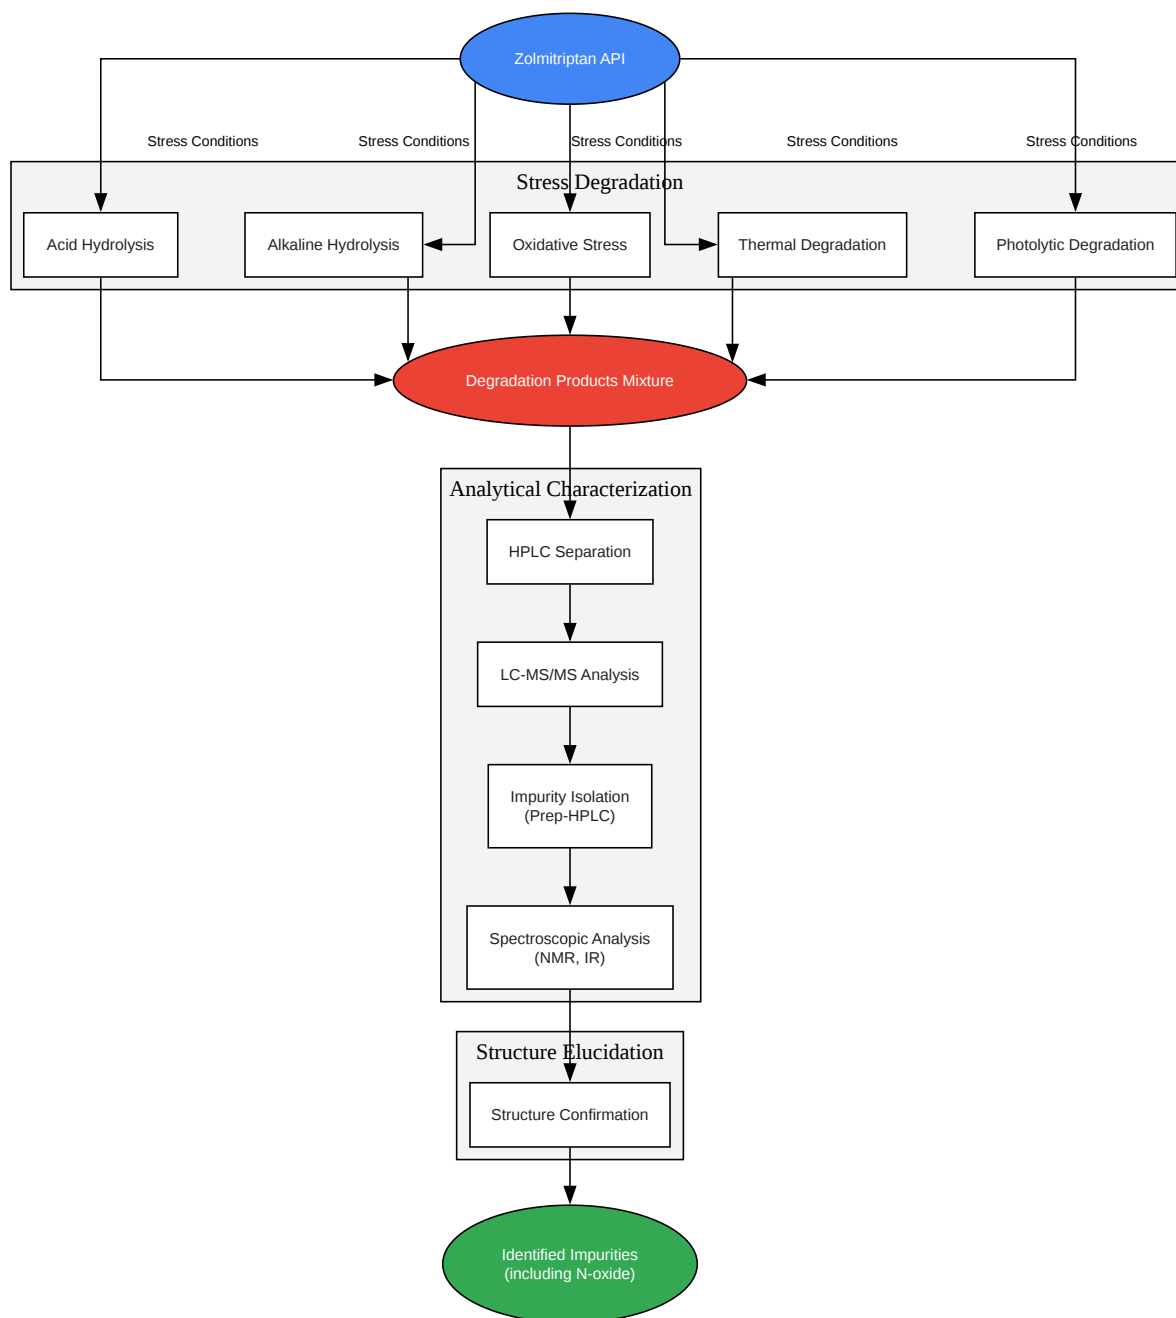 Zolmitriptan API
Stress Conditions
Stress Conditions
Stress Conditions
Stress Conditions
Stress Conditions
Stress Degradation
Acid Hydrolysis
Alkaline Hydrolysis
Oxidative Stress
Thermal Degradation
Photolytic Degradation
Degradation Products Mixture
Analytical Characterization
HPLC Separation
LC-MS/MS Analysis
Impurity Isolation
(Prep-HPLC)
Spectroscopic Analysis
(NMR, IR)
Structure Elucidation
Structure Confirmation
Identified Impurities
(including N-oxide)